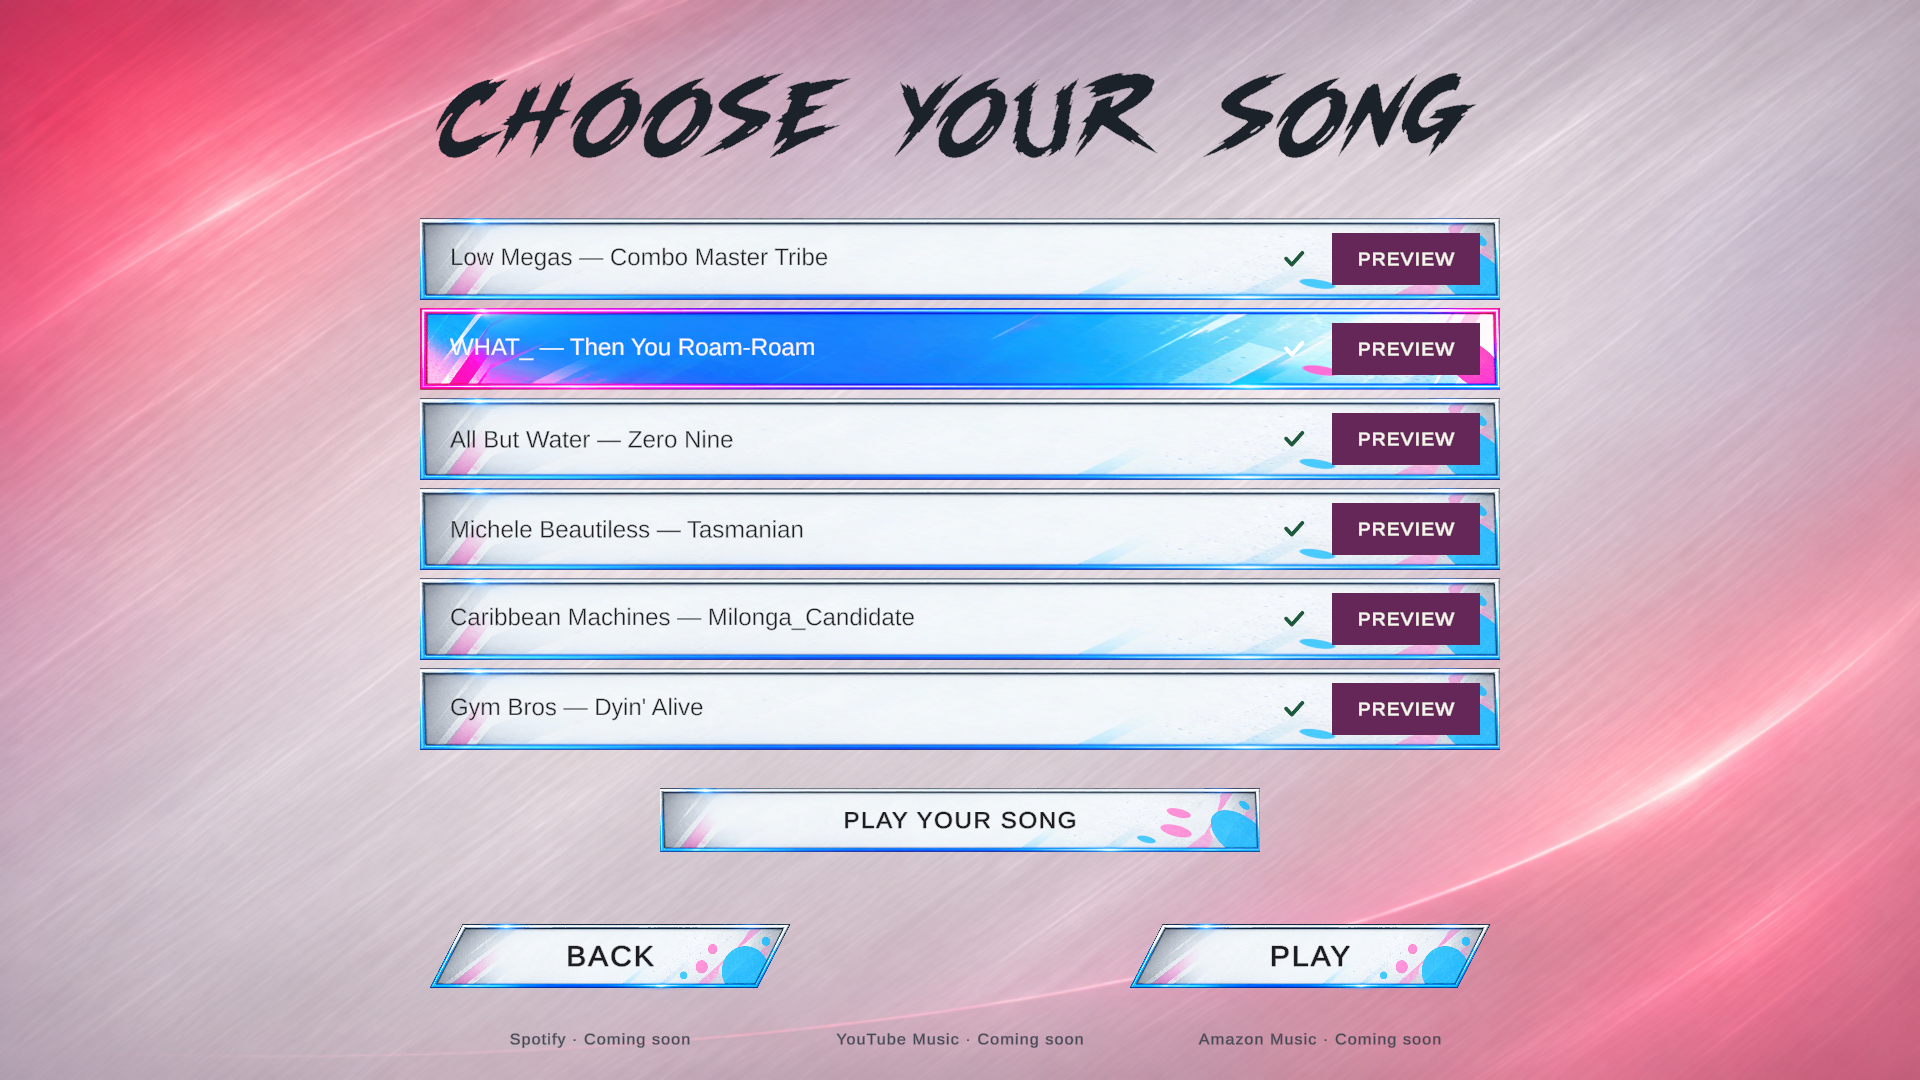 CHOOSE YOUR SONG
Low Megas — Combo Master Tribe
PREVIEW
WHAT_ — Then You Roam-Roam
PREVIEW
All But Water — Zero Nine
PREVIEW
Michele Beautiless — Tasmanian
PREVIEW
Caribbean Machines — Milonga_Candidate
PREVIEW
Gym Bros — Dyin' Alive
PREVIEW
PLAY YOUR SONG
BACK
PLAY
Spotify · Coming soon
YouTube Music · Coming soon
Amazon Music · Coming soon